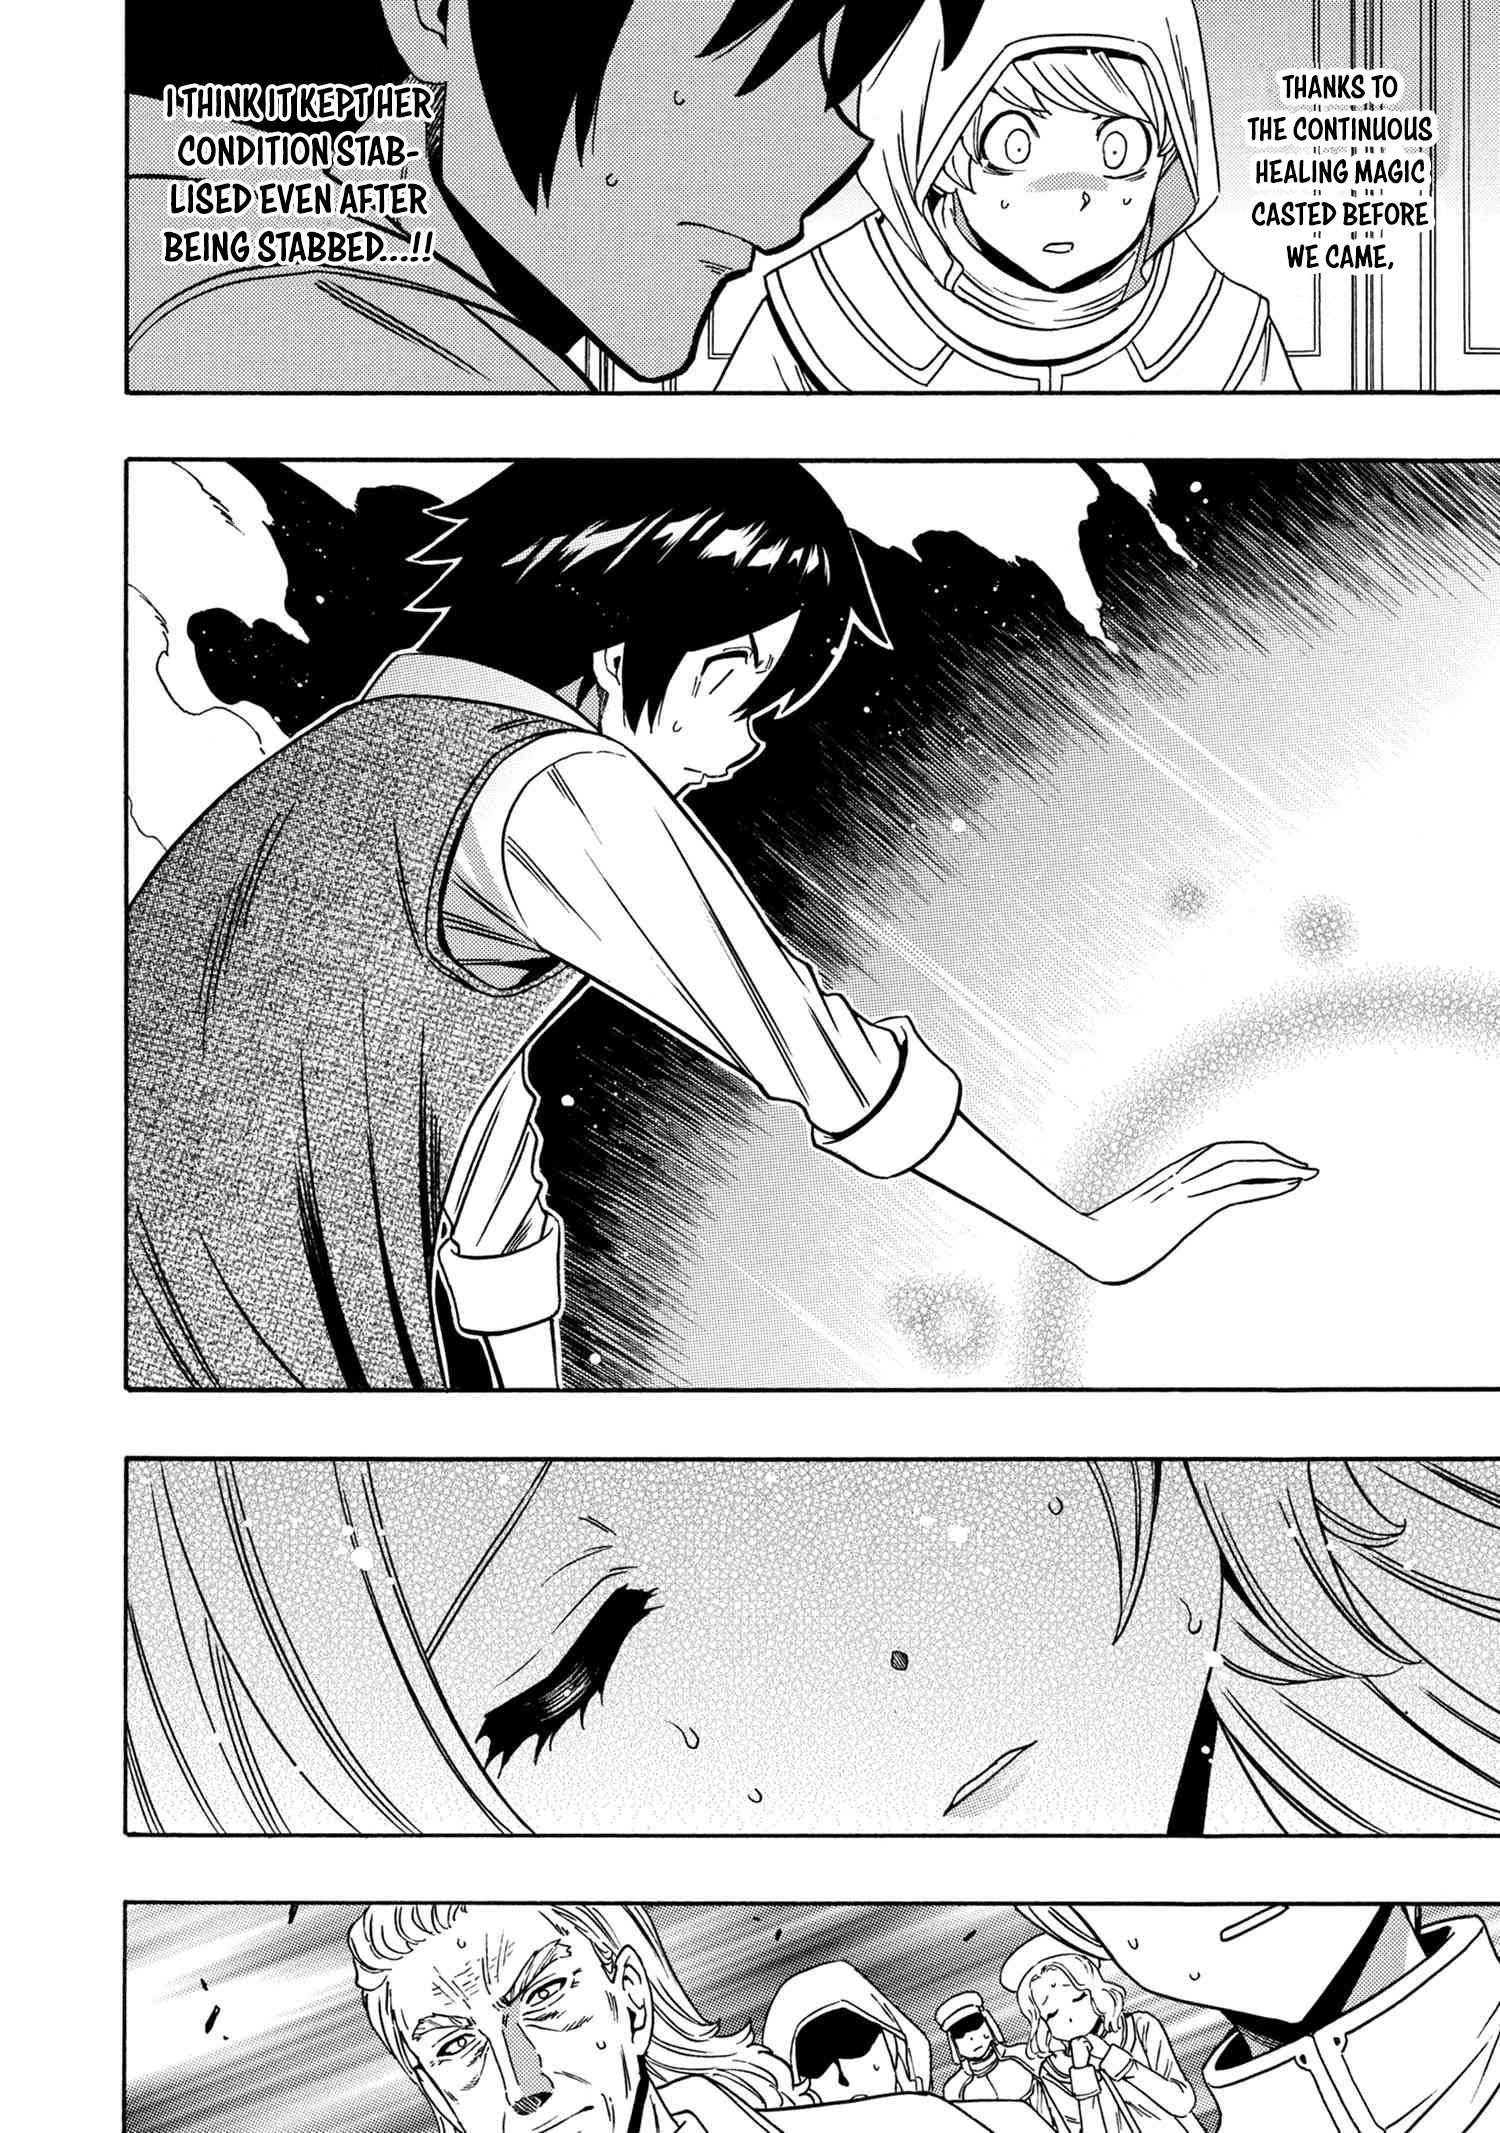 THANKS TO
THE CONTINUOUS
HEALING MAGIC
CASTED BEFORE
WE CAME,
I THINK IT KEPT HER
CONDITION STAB-
LISED EVEN AFTER
BEING STABBED...!!